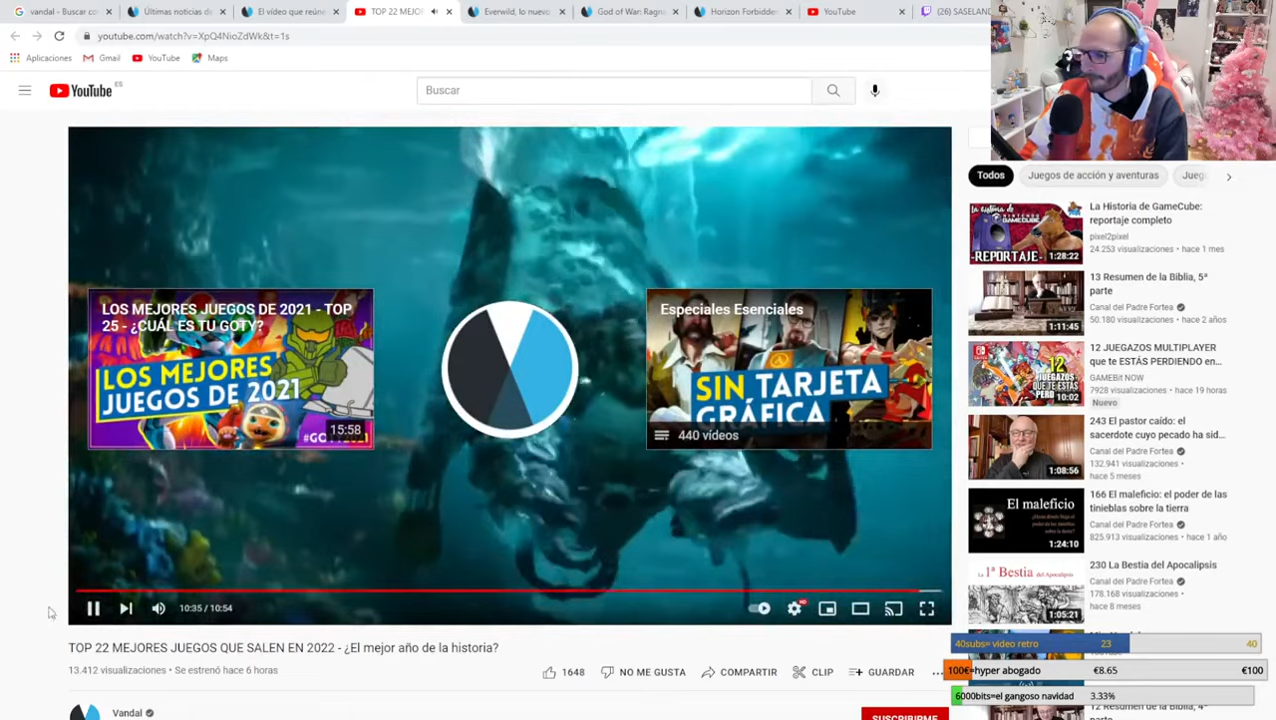 vandal - Buscar co
Últimas noticias de
El vídeo que reúne
TOP 22 MEJO
Everwild, lo nuevo
God of War: Ragna
Horizon Forbidden
YouTube
(26) SASELAND
youtube.com/watch?v=XpQ4NioZdWk&t=1s
Aplicaciones
Gmail
YouTube
Maps
YouTube ES
Buscar
LOS MEJORES JUEGOS DE 2021 - TOP
25 - ¿CUÁL ES TU GOTY?
LOS MEJORES
JUEGOS DE 2021
15:58
Especiales Esenciales
SIN TARJETA
GRÁFICA
440 vídeos
10:35 / 10:54
TOP 22 MEJORES JUEGOS QUE SALEN EN 2022 - ¿El mejor año de la historia?
13.412 visualizaciones • Se estrenó hace 6 horas
1648
NO ME GUSTA
COMPARTIR
CLIP
GUARDAR
Vandal
SUSCRIBIRME
Todos
Juegos de acción y aventuras
Jueg
La Historia de GameCube:
reportaje completo
pixel2pixel
24.253 visualizaciones • hace 1 mes
-REPORTAJE-
1:28:22
13 Resumen de la Biblia, 5ª
parte
Canal del Padre Fortea
50.180 visualizaciones • hace 2 años
1:11:45
12 JUEGAZOS MULTIPLAYER
que te ESTÁS PERDIENDO en...
GAMEBit NOW
7928 visualizaciones • hace 19 horas
Nuevo
12
JUEGAZOS
QUE TE ESTÁS
10:02
243 El pastor caído: el
sacerdote cuyo pecado ha sid...
Canal del Padre Fortea
132.941 visualizaciones •
hace 5 meses
1:08:56
166 El maleficio: el poder de las
tinieblas sobre la tierra
Canal del Padre Fortea
825.913 visualizaciones • hace 1 año
El maleficio
1:24:10
230 La Bestia del Apocalipsis
Canal del Padre Fortea
178.168 visualizaciones •
hace 8 meses
La 1ª Bestia del Apocalipsis
1:05:21
40subs= video retro
23
40
100€=hyper abogado
€8.65
€100
6000bits=el gangoso navidad
3.33%